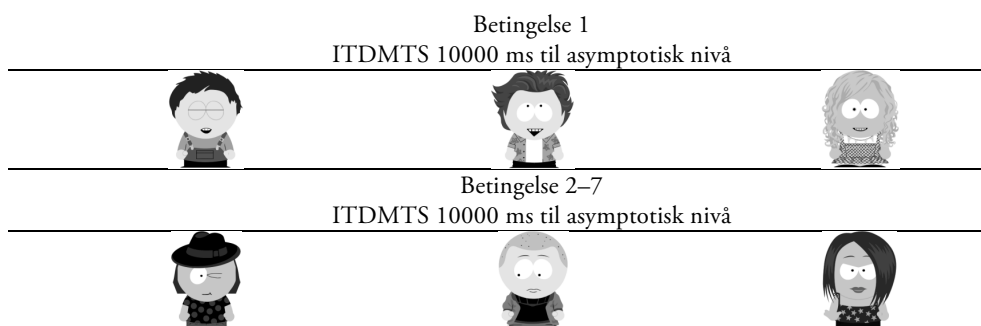 Betingelse 1
ITDMTS 10000 ms til asymptotisk nivå
Betingelse 2–7
ITDMTS 10000 ms til asymptotisk nivå